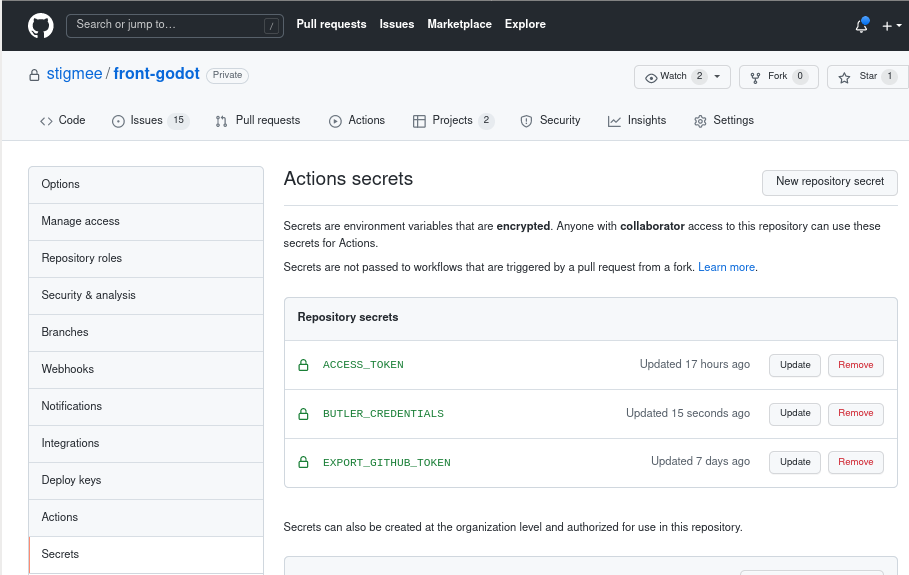 Search or jump to… /
Pull requests Issues Marketplace Explore
stigmee / front-godot Private
Watch 2 Fork 0 Star 1
Code Issues 15 Pull requests Actions Projects 2 Security Insights Settings
Options
Manage access
Repository roles
Security & analysis
Branches
Webhooks
Notifications
Integrations
Deploy keys
Actions
Secrets
Actions secrets
New repository secret
Secrets are environment variables that are encrypted. Anyone with collaborator access to this repository can use these
secrets for Actions.
Secrets are not passed to workflows that are triggered by a pull request from a fork. Learn more.
Repository secrets
ACCESS_TOKEN Updated 17 hours ago Update Remove
BUTLER_CREDENTIALS Updated 15 seconds ago Update Remove
EXPORT_GITHUB_TOKEN Updated 7 days ago Update Remove
Secrets can also be created at the organization level and authorized for use in this repository.